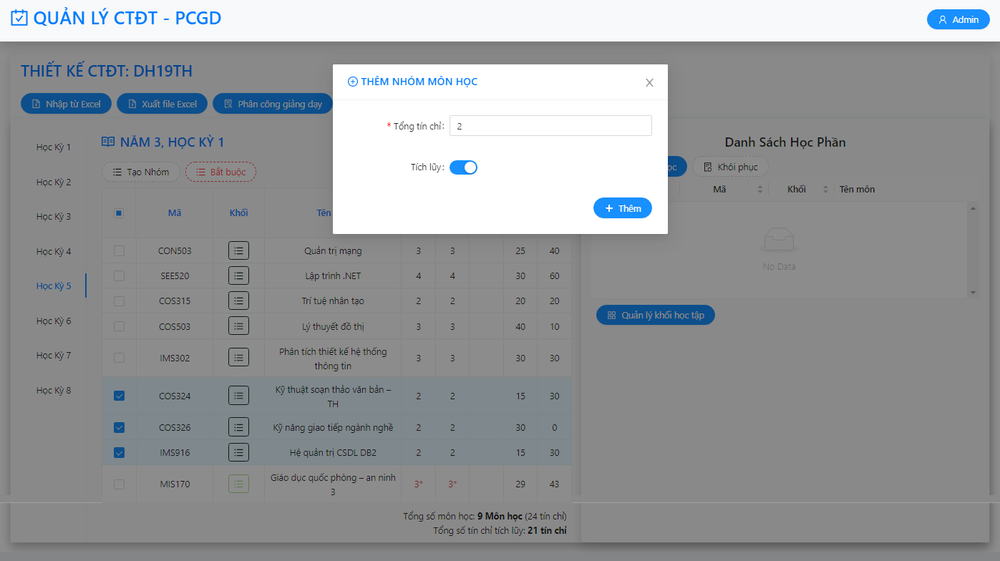 QUẢN LÝ CTĐT - PCGD
Admin
THIẾT KẾ CTĐT: DH19TH
Nhập từ Excel
Xuất file Excel
Phân công giảng dạy
THÊM NHÓM MÔN HỌC
* Tổng tín chỉ:
2
Tích lũy:
Thêm
Học Kỳ 1
Học Kỳ 2
Học Kỳ 3
Học Kỳ 4
Học Kỳ 5
Học Kỳ 6
Học Kỳ 7
Học Kỳ 8
NĂM 3, HỌC KỲ 1
Tạo Nhóm
Bắt buộc
Mã Khối Tên
CON503 Quản trị mạng 3 3 25 40
SEE520 Lập trình .NET 4 4 30 60
COS315 Trí tuệ nhân tạo 2 2 20 20
COS503 Lý thuyết đồ thị 3 3 40 10
IMS302 Phân tích thiết kế hệ thống
thông tin 3 3 30 30
COS324 Kỹ thuật soạn thảo văn bản –
TH 2 2 15 30
COS326 Kỹ năng giao tiếp ngành nghề 2 2 30 0
IMS916 Hệ quản trị CSDL DB2 2 2 15 30
MIS170 Giáo dục quốc phòng – an ninh
3 3* 3* 29 43
Tổng số môn học: 9 Môn học (24 tín chỉ)
Tổng số tín chỉ tích lũy: 21 tín chỉ
Danh Sách Học Phần
ọc
Khôi phục
Mã Khối Tên môn
No Data
Quản lý khối học tập